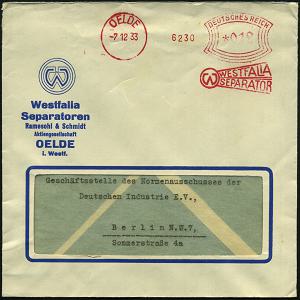 OELDE
-7.12 33
6230
DEUTSCHES REICH
*012
WESTFALIA
SEPARATOR
Westfalia
Separatoren
Ramesohl & Schmidt
Aktiengesellschaft
OELDE
i. Westf.
Geschäftsstelle des Normenausschusses der
Deutschen Industrie E.V.,
Berlin N.W.7,
Sommerstraße 4a